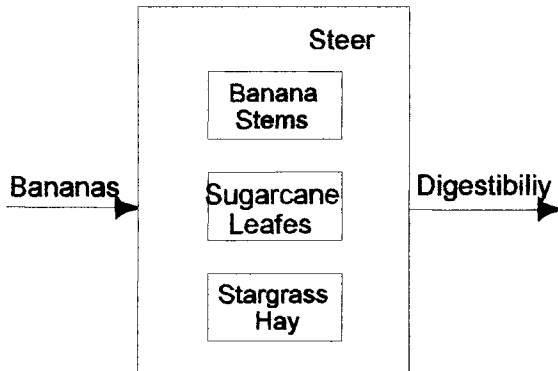 Steer
Banana
Stems
Bananas
Sugarcane
Leafes
Digestibiliy
Stargrass
Hay